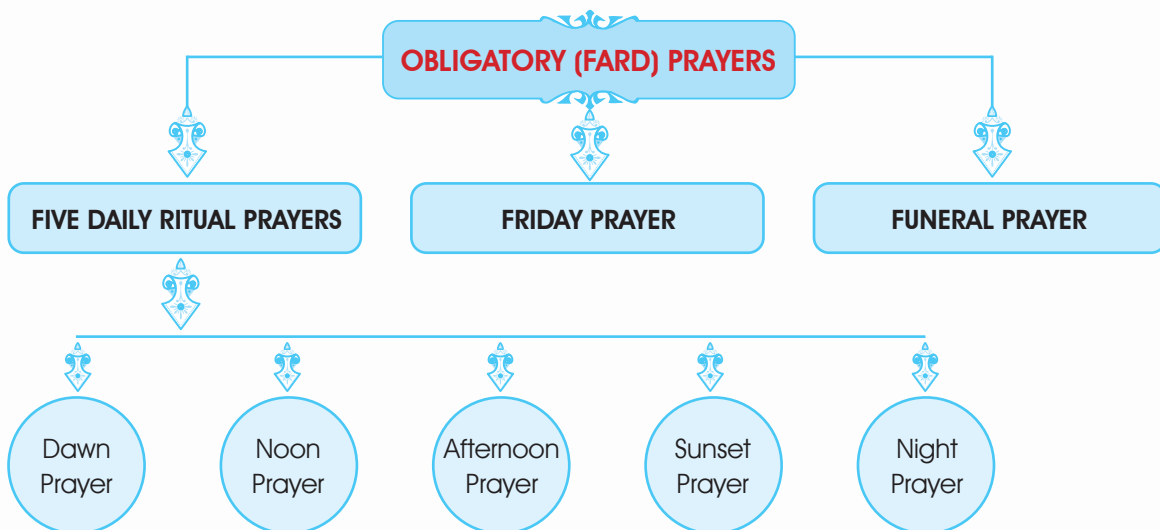 OBLIGATORY (FARD) PRAYERS
FIVE DAILY RITUAL PRAYERS
FRIDAY PRAYER
FUNERAL PRAYER
Dawn
Prayer
Noon
Prayer
Afternoon
Prayer
Sunset
Prayer
Night
Prayer